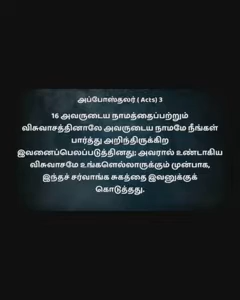 அப்போஸ்தலர் ( Acts) 3
16 அவருடைய நாமத்தைப்பற்றும்
விசுவாசத்தினாலே அவருடைய நாமமே நீங்கள்
பார்த்து அறிந்திருக்கிற
இவனைப்பெலப்படுத்தினது; அவரால் உண்டாகிய
விசுவாசமே உங்களெல்லாருக்கும் முன்பாக,
இந்தச் சர்வாங்க சுகத்தை இவனுக்குக்
கொடுத்தது.